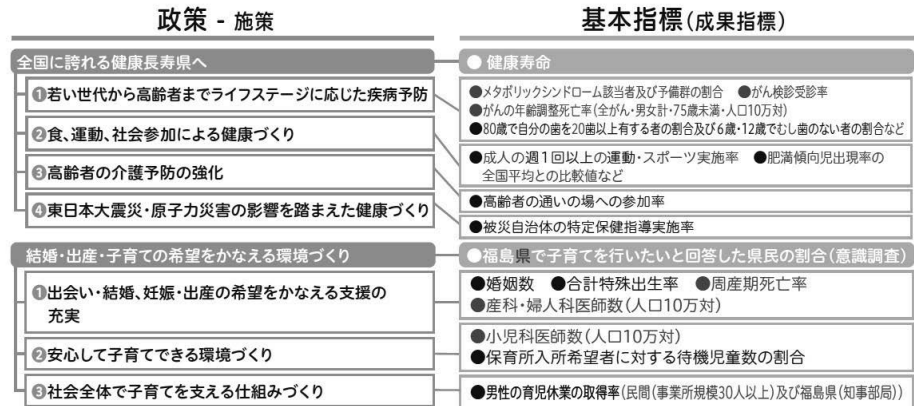 政策 - 施策
基本指標(成果指標)
全国に誇れる健康長寿県へ
●健康寿命
❶若い世代から高齢者までライフステージに応じた疾病予防
●メタボリックシンドローム該当者及び予備群の割合 ●がん検診受診率
●がんの年齢調整死亡率(全がん・男女計・75歳未満・人口10万対)
●80歳で自分の歯を20歯以上有する者の割合及び6歳・12歳でむし歯のない者の割合など
❷食、運動、社会参加による健康づくり
●成人の週1回以上の運動・スポーツ実施率 ●肥満傾向児出現率の
全国平均との比較値など
❸高齢者の介護予防の強化
●高齢者の通いの場への参加率
❹東日本大震災・原子力災害の影響を踏まえた健康づくり
●被災自治体の特定保健指導実施率
結婚・出産・子育ての希望をかなえる環境づくり
●福島県で子育てを行いたいと回答した県民の割合(意識調査)
❶出会い・結婚、妊娠・出産の希望をかなえる支援の
充実
●婚姻数 ●合計特殊出生率 ●周産期死亡率
●産科・婦人科医師数(人口10万対)
❷安心して子育てできる環境づくり
●小児科医師数(人口10万対)
●保育所入所希望者に対する待機児童数の割合
❸社会全体で子育てを支える仕組みづくり
●男性の育児休業の取得率(民間(事業所規模30人以上)及び福島県(知事部局))